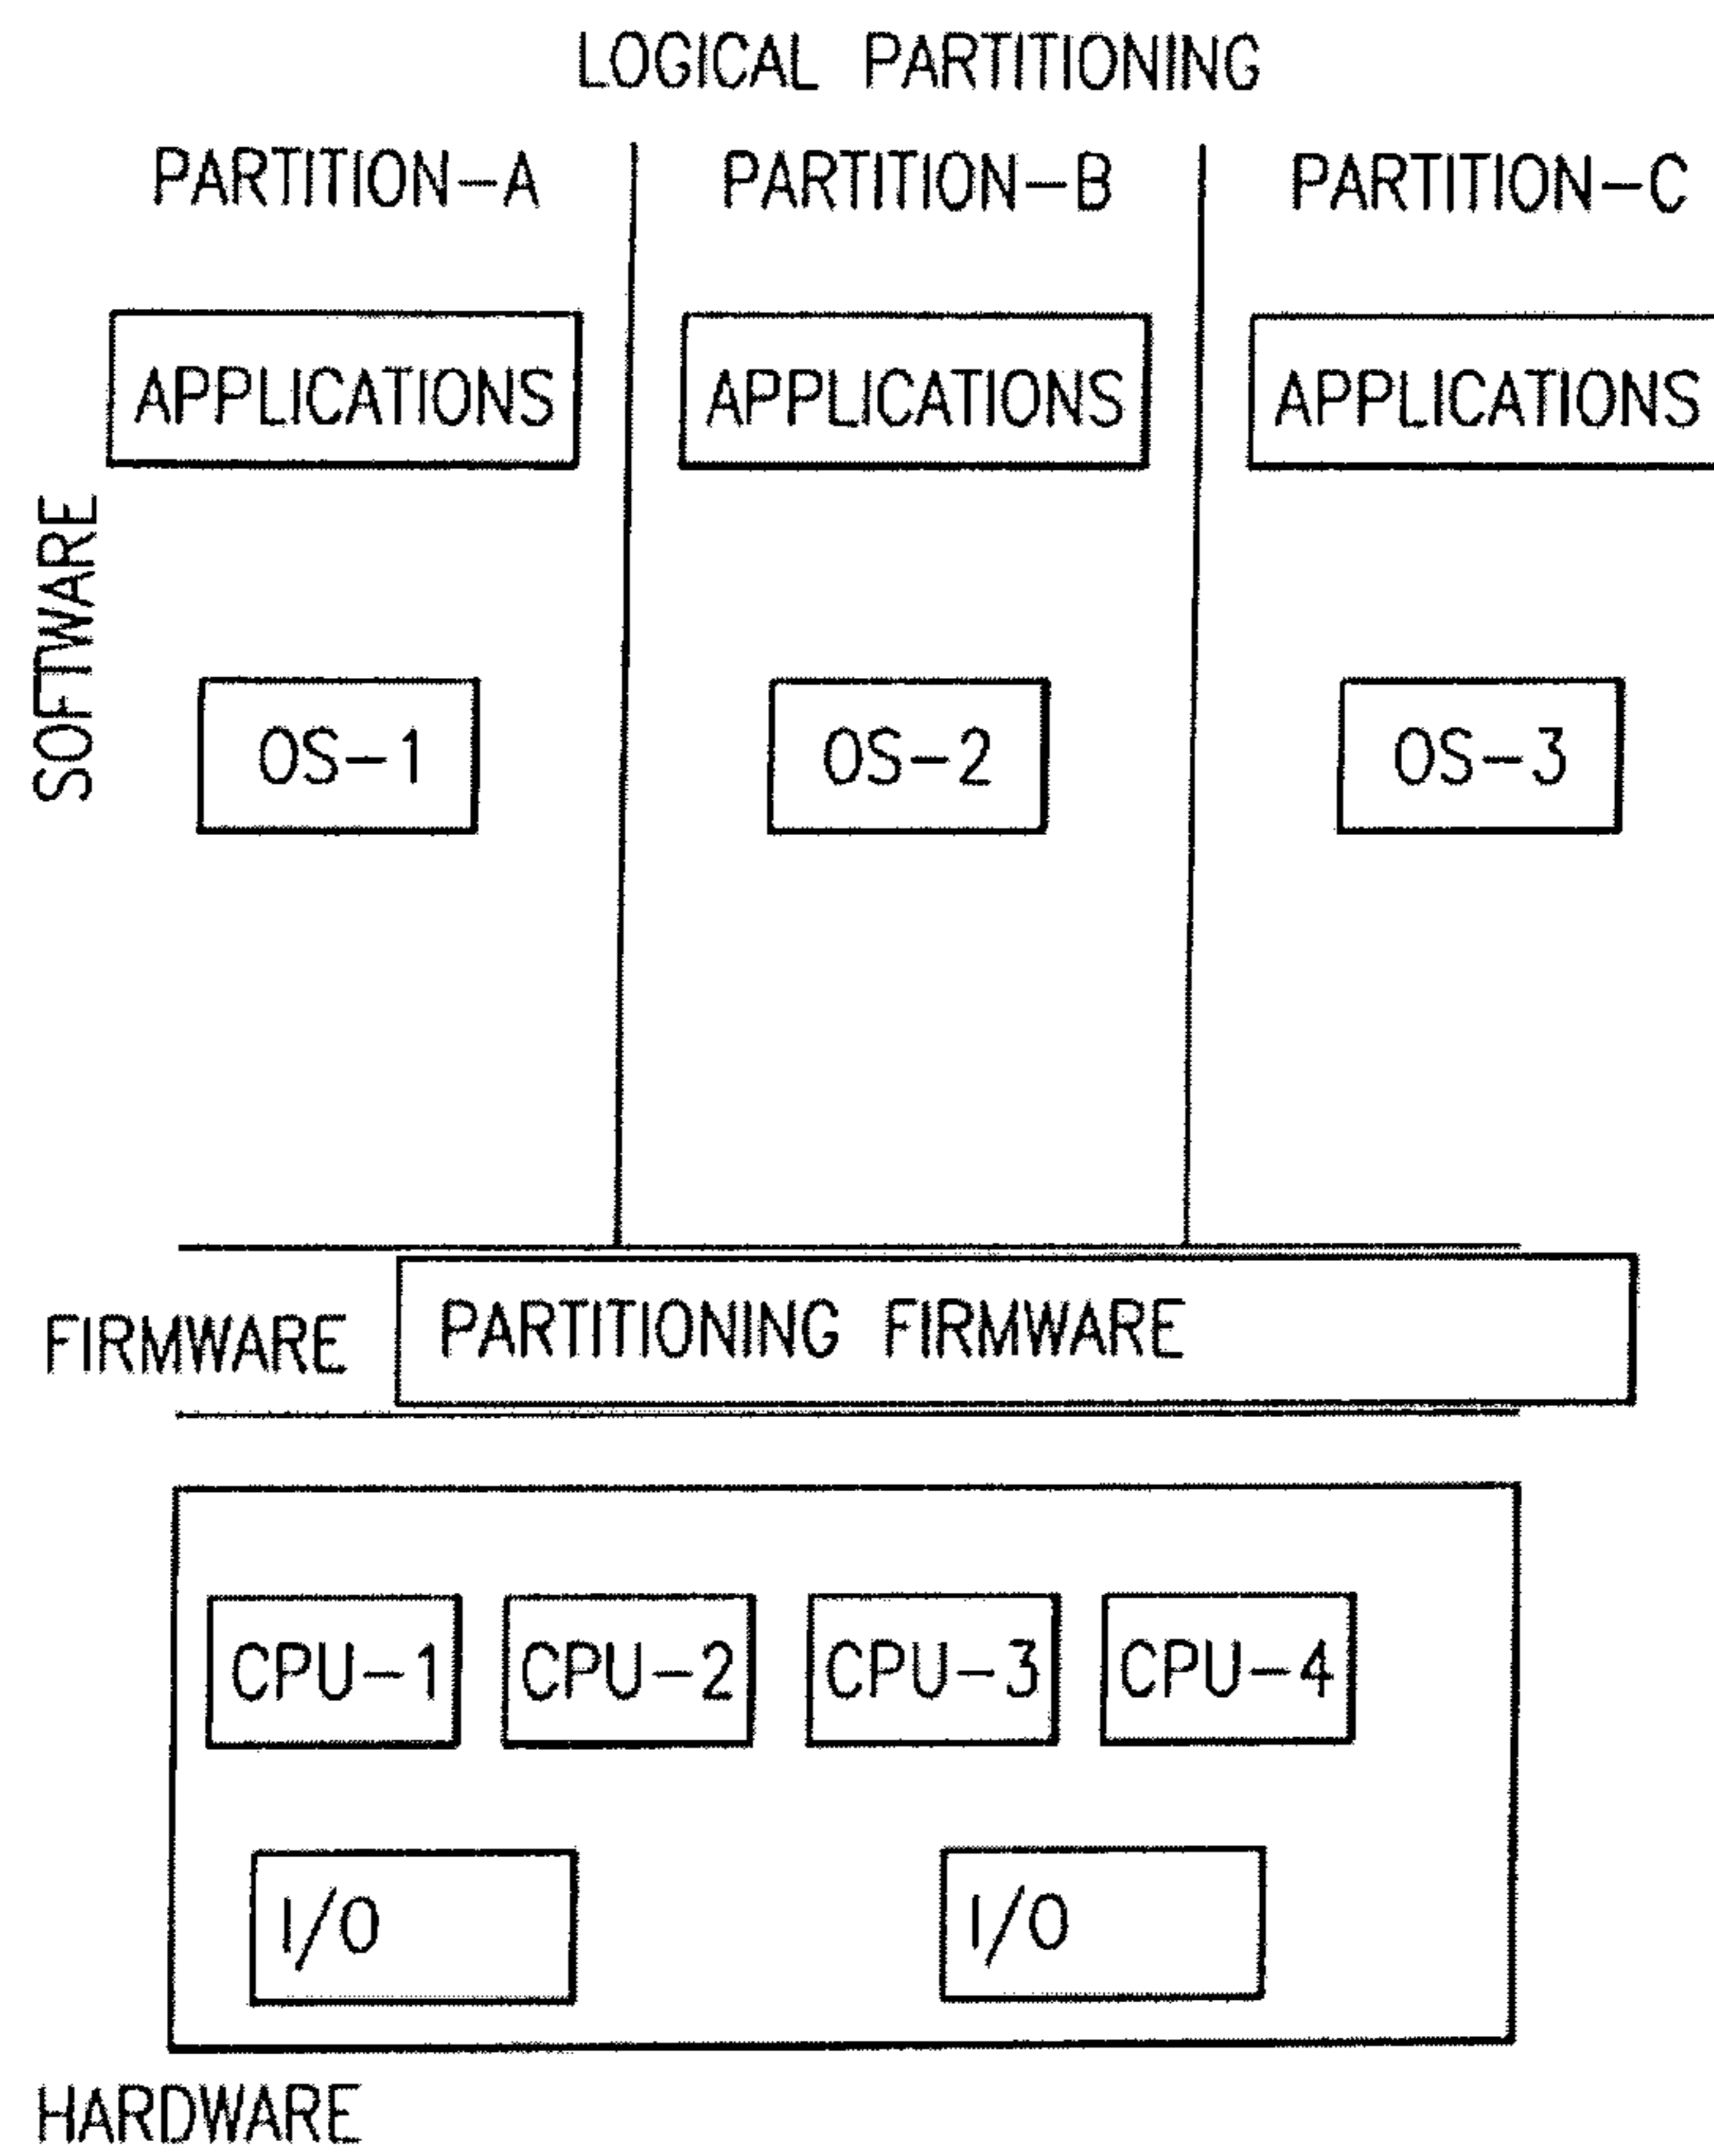 LOGICAL PARTITIONING
PARTITION-A
PARTITION-B
PARTITION-C
APPLICATIONS
APPLICATIONS
APPLICATIONS
SOFTWARE
OS-1
OS-2
OS-3
FIRMWARE
PARTITIONING FIRMWARE
CPU-1
CPU-2
CPU-3
CPU-4
I/O
I/O
HARDWARE